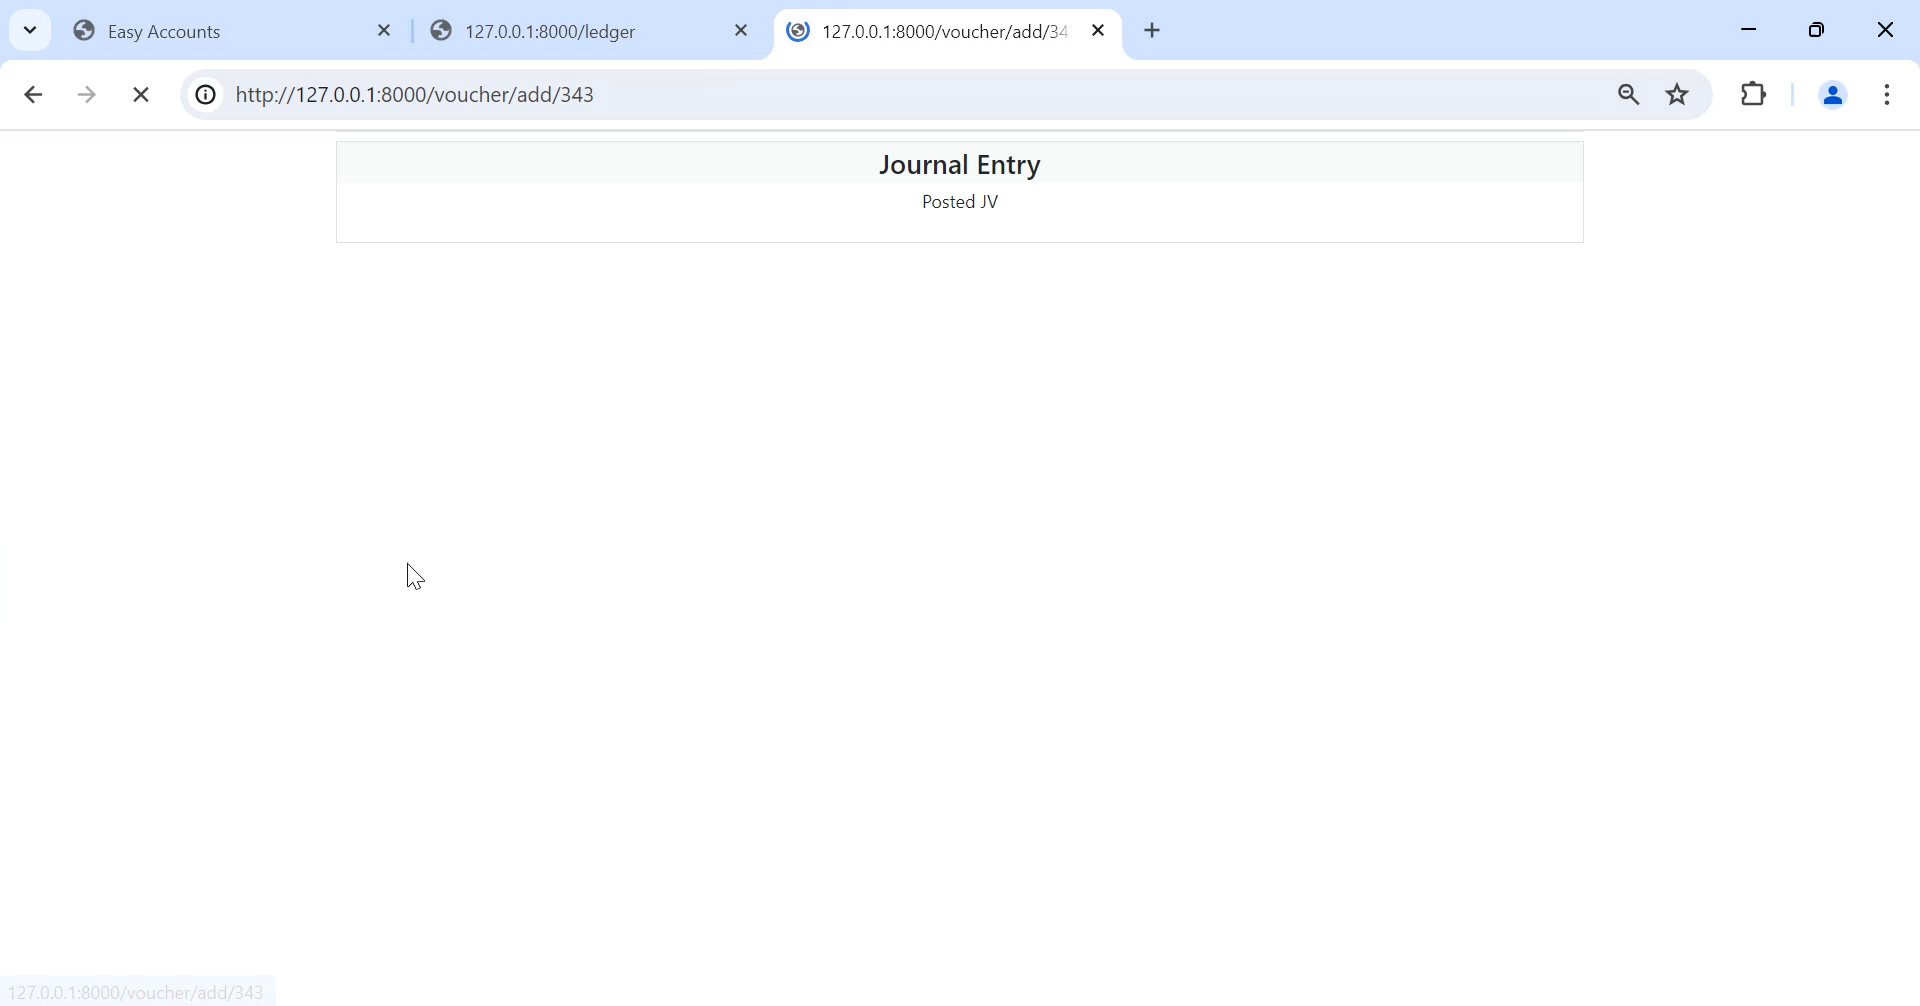 Easy Accounts
127.0.0.1:8000/ledger
127.0.0.1:8000/voucher/add/34
http://127.0.0.1:8000/voucher/add/343
Journal Entry
Posted JV
127.0.0.1:8000/voucher/add/343